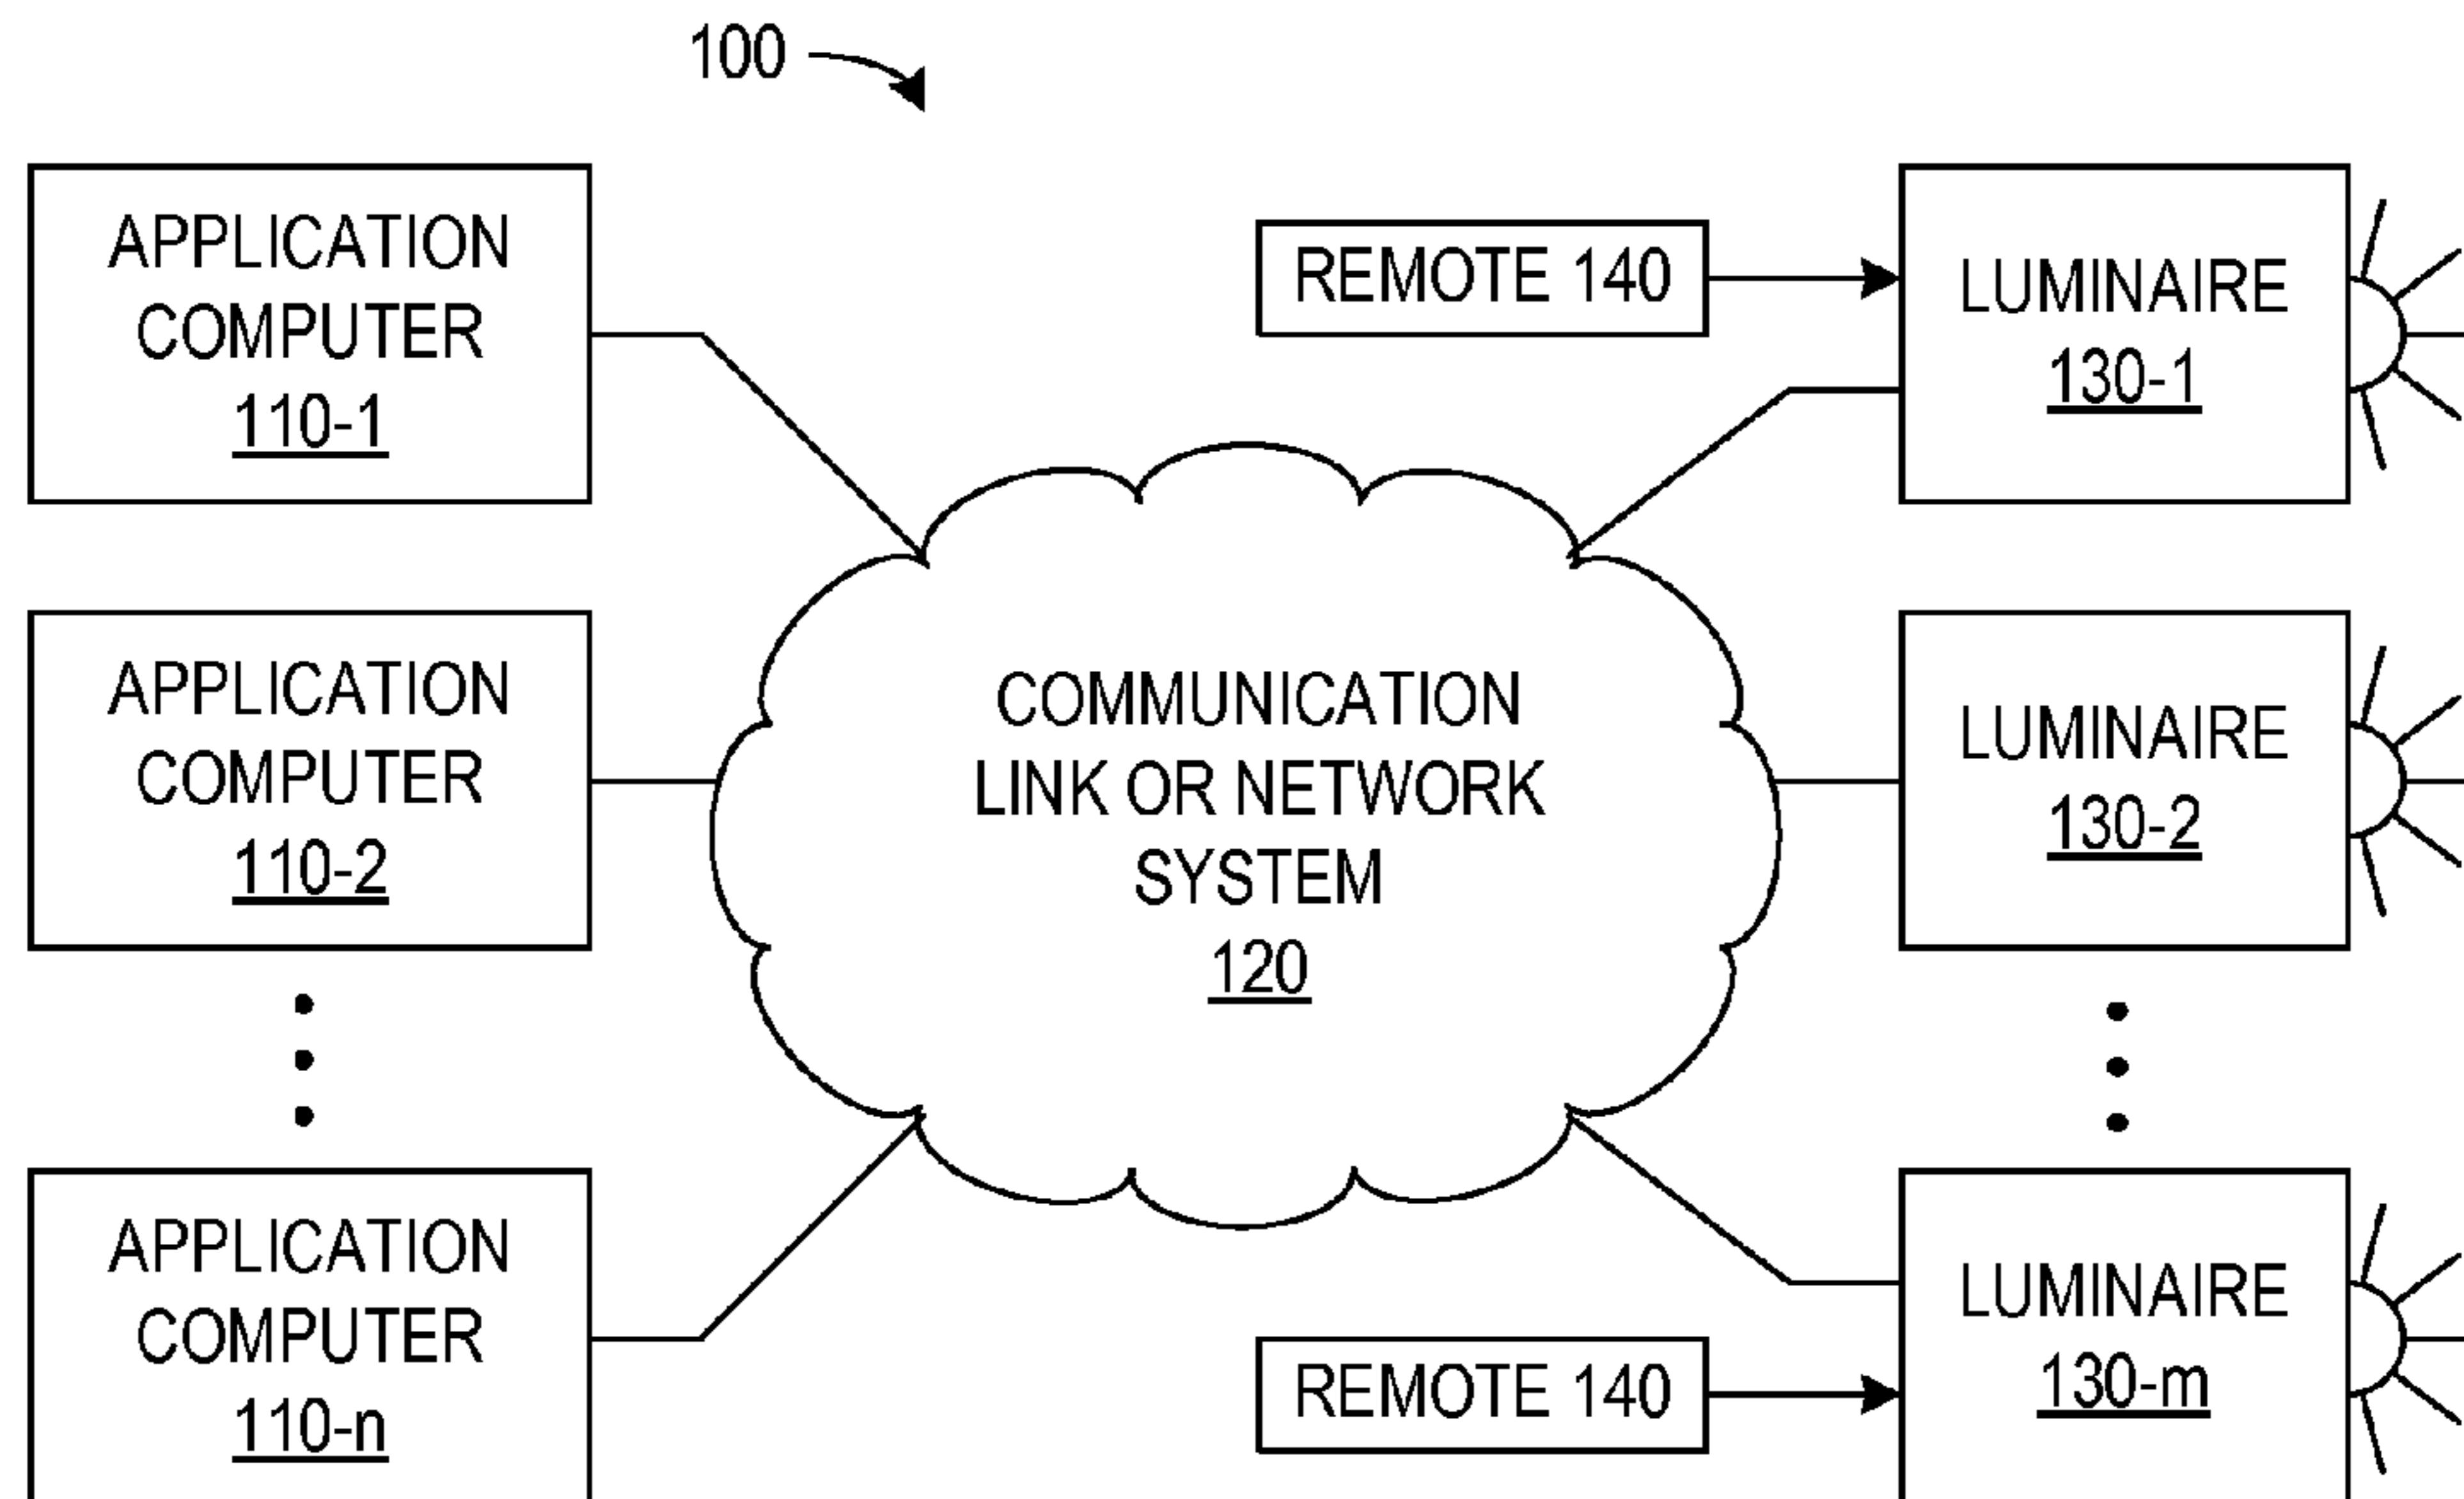 100
APPLICATION
COMPUTER
110-1
REMOTE 140
LUMINAIRE
130-1
APPLICATION
COMPUTER
110-2
COMMUNICATION
LINK OR NETWORK
SYSTEM
120
LUMINAIRE
130-2
APPLICATION
COMPUTER
110-n
REMOTE 140
LUMINAIRE
130-m